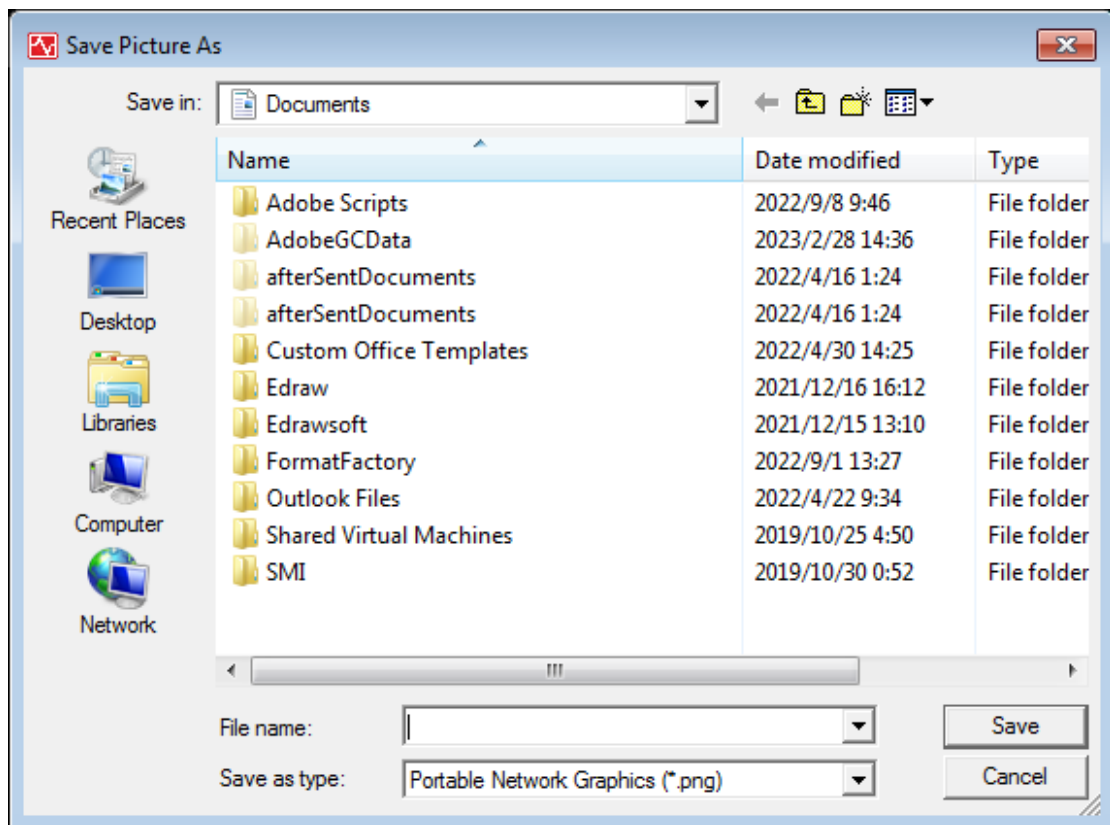 Save Picture As
Save in: Documents
Name Date modified Type
Adobe Scripts 2022/9/8 9:46 File folder
AdobeGCData 2023/2/28 14:36 File folder
afterSentDocuments 2022/4/16 1:24 File folder
afterSentDocuments 2022/4/16 1:24 File folder
Custom Office Templates 2022/4/30 14:25 File folder
Edraw 2021/12/16 16:12 File folder
Edrawsoft 2021/12/15 13:10 File folder
FormatFactory 2022/9/1 13:27 File folder
Outlook Files 2022/4/22 9:34 File folder
Shared Virtual Machines 2019/10/25 4:50 File folder
SMI 2019/10/30 0:52 File folder
Recent Places
Desktop
Libraries
Computer
Network
File name: Save
Save as type: Portable Network Graphics (*.png) Cancel